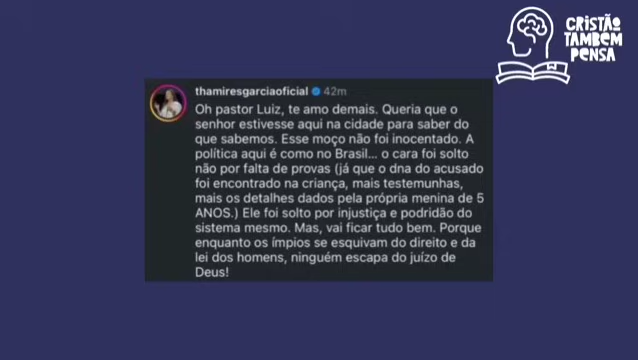 CRISTÃO
TAMBÉM
PENSA
thamiresgarciaoficial 42m
Oh pastor Luiz, te amo demais. Queria que o
senhor estivesse aqui na cidade para saber do
que sabemos. Esse moço não foi inocentado. A
política aqui é como no Brasil... o cara foi solto
não por falta de provas (já que o dna do acusado
foi encontrado na criança, mais testemunhas,
mais os detalhes dados pela própria menina de 5
ANOS.) Ele foi solto por injustiça e podridão do
sistema mesmo. Mas, vai ficar tudo bem. Porque
enquanto os ímpios se esquivam do direito e da
lei dos homens, ninguém escapa do juízo de
Deus!